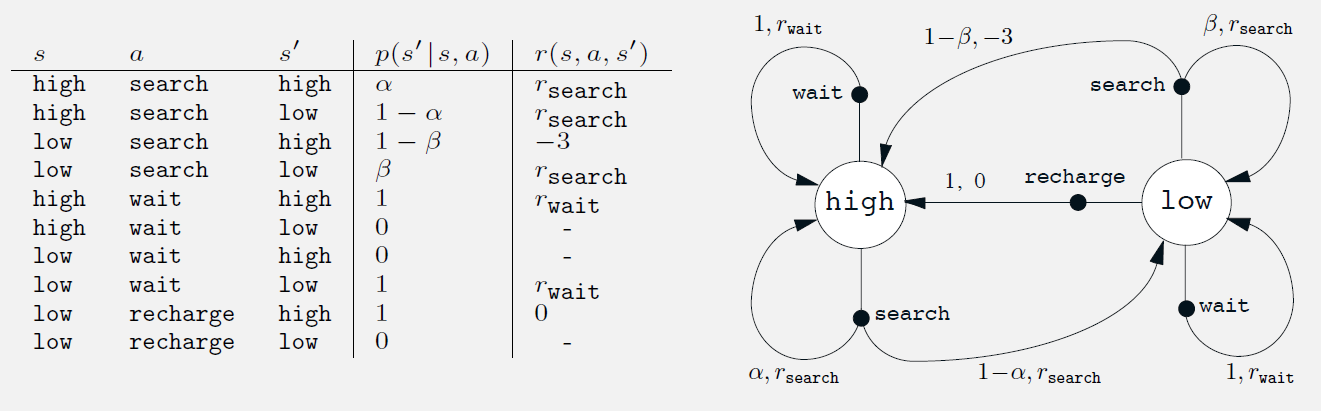 s a s′ p(s′|s, a) r(s, a, s′)
high search high α r_search
high search low 1 − α r_search
low search high 1 − β −3
low search low β r_search
high wait high 1 r_wait
high wait low 0 -
low wait high 0 -
low wait low 1 r_wait
low recharge high 1 0
low recharge low 0 -
1, r_wait
1−β, −3
β, r_search
wait
search
1, 0
recharge
high
low
search
wait
α, r_search
1−α, r_search
1, r_wait